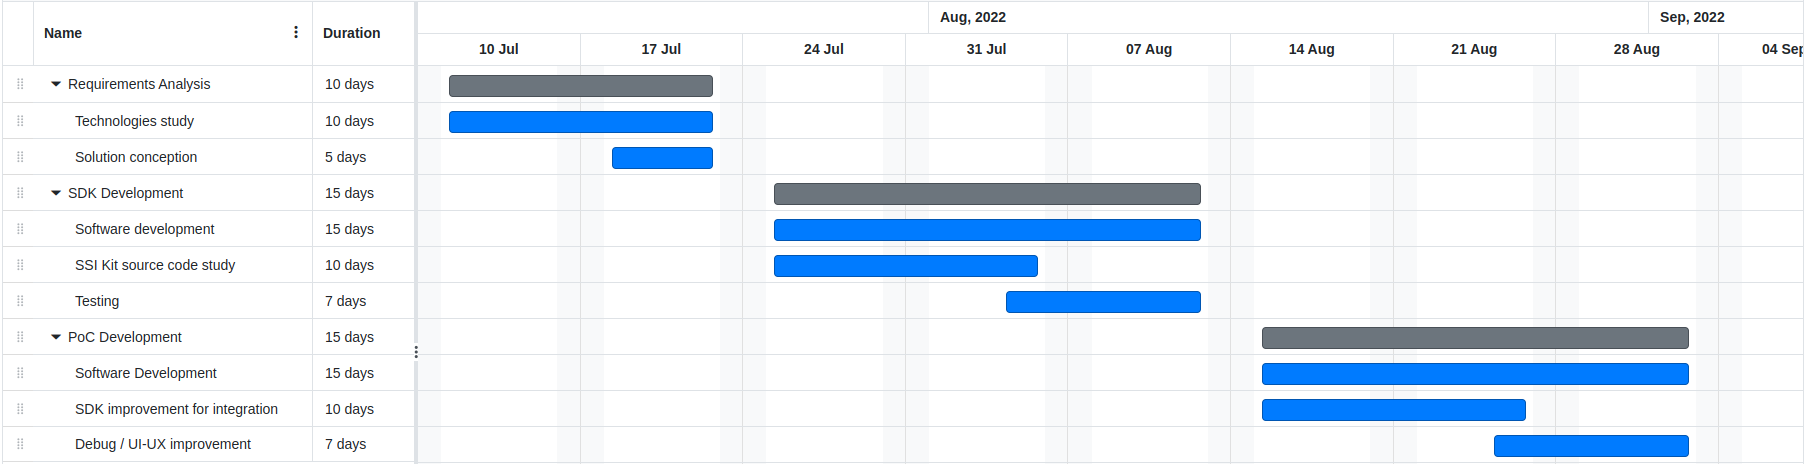 Aug, 2022 Sep, 2022
Name Duration
10 Jul 17 Jul 24 Jul 31 Jul 07 Aug 14 Aug 21 Aug 28 Aug 04 Sep
Requirements Analysis 10 days
Technologies study 10 days
Solution conception 5 days
SDK Development 15 days
Software development 15 days
SSI Kit source code study 10 days
Testing 7 days
PoC Development 15 days
Software Development 15 days
SDK improvement for integration 10 days
Debug / UI-UX improvement 7 days